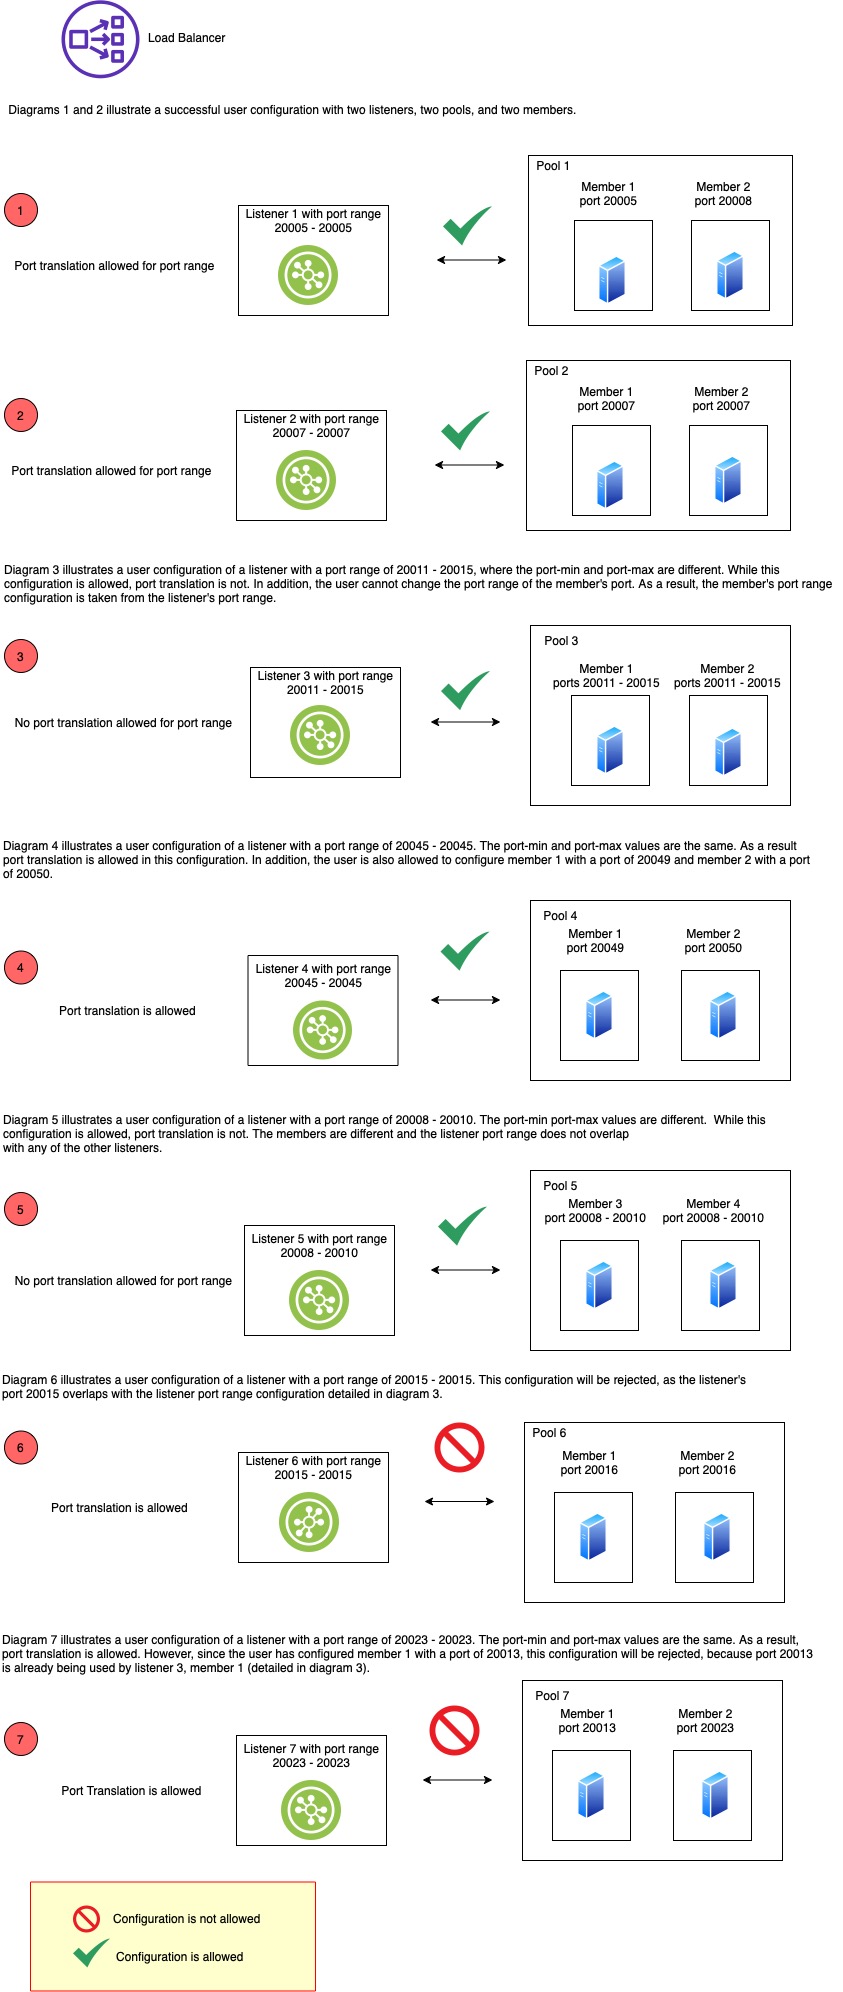 Load Balancer
Diagrams 1 and 2 illustrate a successful user configuration with two listeners, two pools, and two members.
1
Port translation allowed for port range
Listener 1 with port range
20005 - 20005
Pool 1
Member 1
port 20005
Member 2
port 20008
2
Port translation allowed for port range
Listener 2 with port range
20007 - 20007
Pool 2
Member 1
port 20007
Member 2
port 20007
Diagram 3 illustrates a user configuration of a listener with a port range of 20011 - 20015, where the port-min and port-max are different. While this
configuration is allowed, port translation is not. In addition, the user cannot change the port range of the member's port. As a result, the member's port range
configuration is taken from the listener's port range.
3
No port translation allowed for port range
Listener 3 with port range
20011 - 20015
Pool 3
Member 1
ports 20011 - 20015
Member 2
ports 20011 - 20015
Diagram 4 illustrates a user configuration of a listener with a port range of 20045 - 20045. The port-min and port-max values are the same. As a result
port translation is allowed in this configuration. In addition, the user is also allowed to configure member 1 with a port of 20049 and member 2 with a port
of 20050.
4
Port translation is allowed
Listener 4 with port range
20045 - 20045
Pool 4
Member 1
port 20049
Member 2
port 20050
Diagram 5 illustrates a user configuration of a listener with a port range of 20008 - 20010. The port-min port-max values are different.  While this
configuration is allowed, port translation is not. The members are different and the listener port range does not overlap
with any of the other listeners.
5
No port translation allowed for port range
Listener 5 with port range
20008 - 20010
Pool 5
Member 3
port 20008 - 20010
Member 4
port 20008 - 20010
Diagram 6 illustrates a user configuration of a listener with a port range of 20015 - 20015. This configuration will be rejected, as the listener's
port 20015 overlaps with the listener port range configuration detailed in diagram 3.
6
Port translation is allowed
Listener 6 with port range
20015 - 20015
Pool 6
Member 1
port 20016
Member 2
port 20016
Diagram 7 illustrates a user configuration of a listener with a port range of 20023 - 20023. The port-min and port-max values are the same. As a result,
port translation is allowed. However, since the user has configured member 1 with a port of 20013, this configuration will be rejected, because port 20013
is already being used by listener 3, member 1 (detailed in diagram 3).
7
Port Translation is allowed
Listener 7 with port range
20023 - 20023
Pool 7
Member 1
port 20013
Member 2
port 20023
Configuration is not allowed
Configuration is allowed